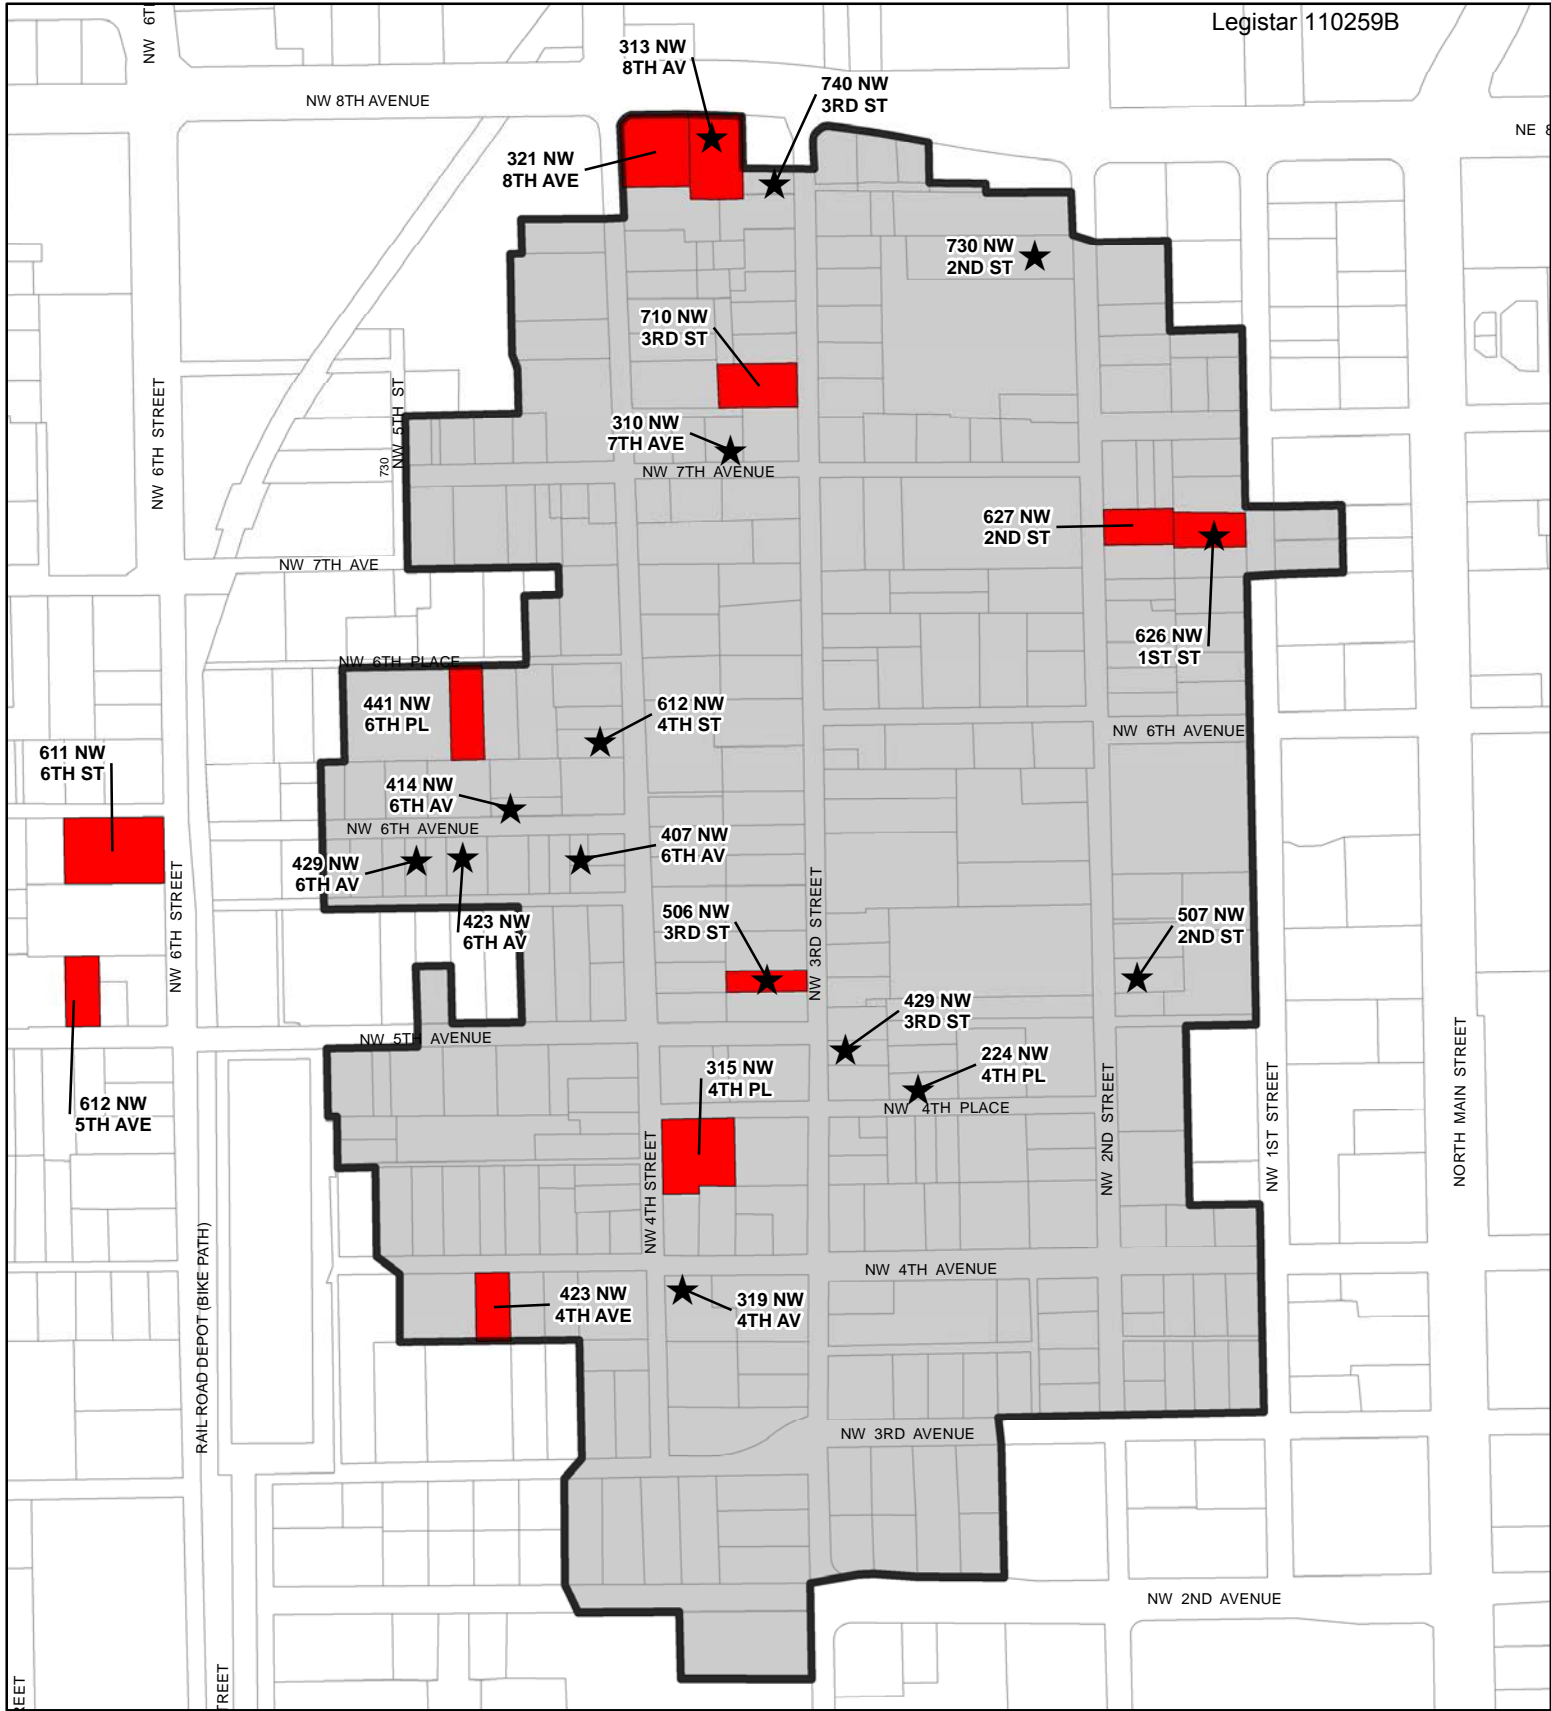 Legistar 110259B
NW 6T
313 NW
8TH AV
740 NW
3RD ST
NW 8TH AVENUE
NE 8
321 NW
8TH AVE
730 NW
2ND ST
710 NW
3RD ST
NW 6TH STREET
NW 5TH ST
730
310 NW
7TH AVE
NW 7TH AVENUE
627 NW
2ND ST
NW 7TH AVE
626 NW
1ST ST
NW 6TH PLACE
441 NW
6TH PL
612 NW
4TH ST
NW 6TH AVENUE
611 NW
6TH ST
414 NW
6TH AV
NW 6TH AVENUE
407 NW
6TH AV
429 NW
6TH AV
423 NW
6TH AV
NW 6TH STREET
506 NW
3RD ST
NW 3RD STREET
507 NW
2ND ST
429 NW
3RD ST
NW 5TH AVENUE
224 NW
4TH PL
315 NW
4TH PL
NW 4TH PLACE
612 NW
5TH AVE
NW 4TH STREET
NW 2ND STREET
NW 1ST STREET
NORTH MAIN STREET
RAIL ROAD DEPOT (BIKE PATH)
NW 4TH AVENUE
423 NW
4TH AVE
319 NW
4TH AV
NW 3RD AVENUE
NW 2ND AVENUE
REET
TREET